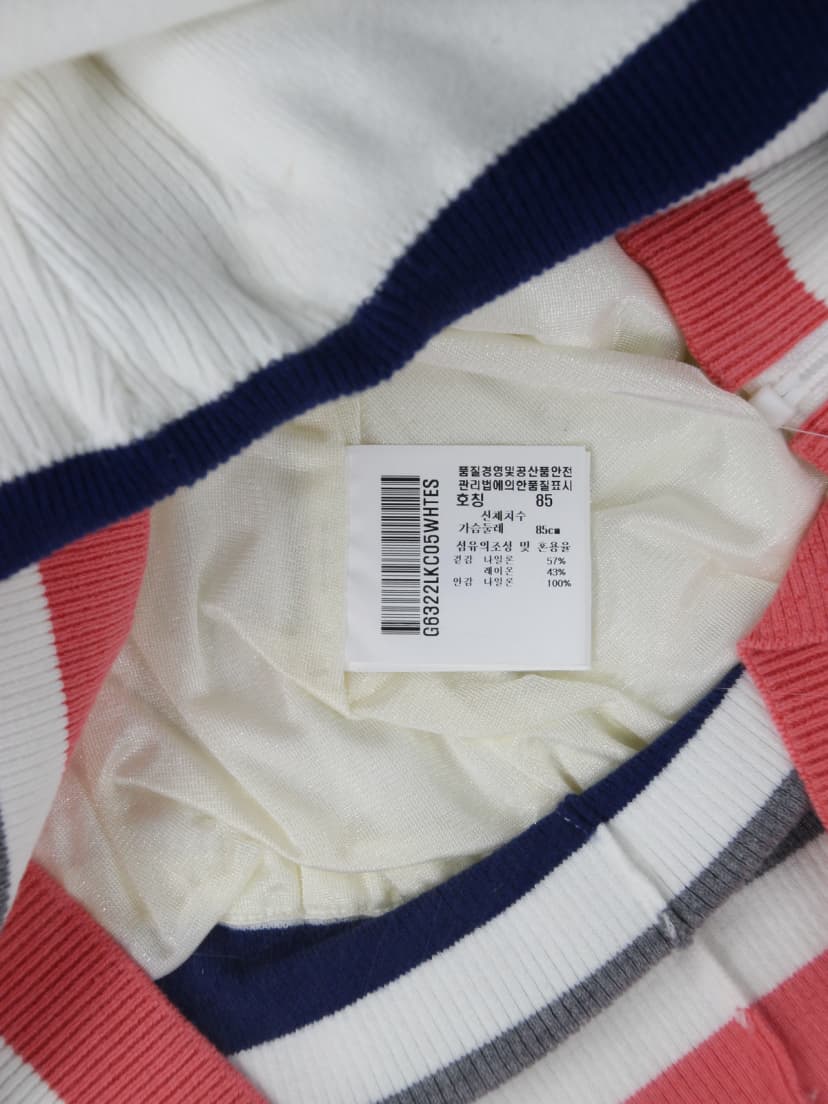 품질경영및공산품안전
관리법에의한품질표시
호칭 85
신체치수
가슴둘레 85cm
섬유의조성 및 혼용율
겉감 나일론 57%
레이온 43%
안감 나일론 100%
G6322LKC05WHTES